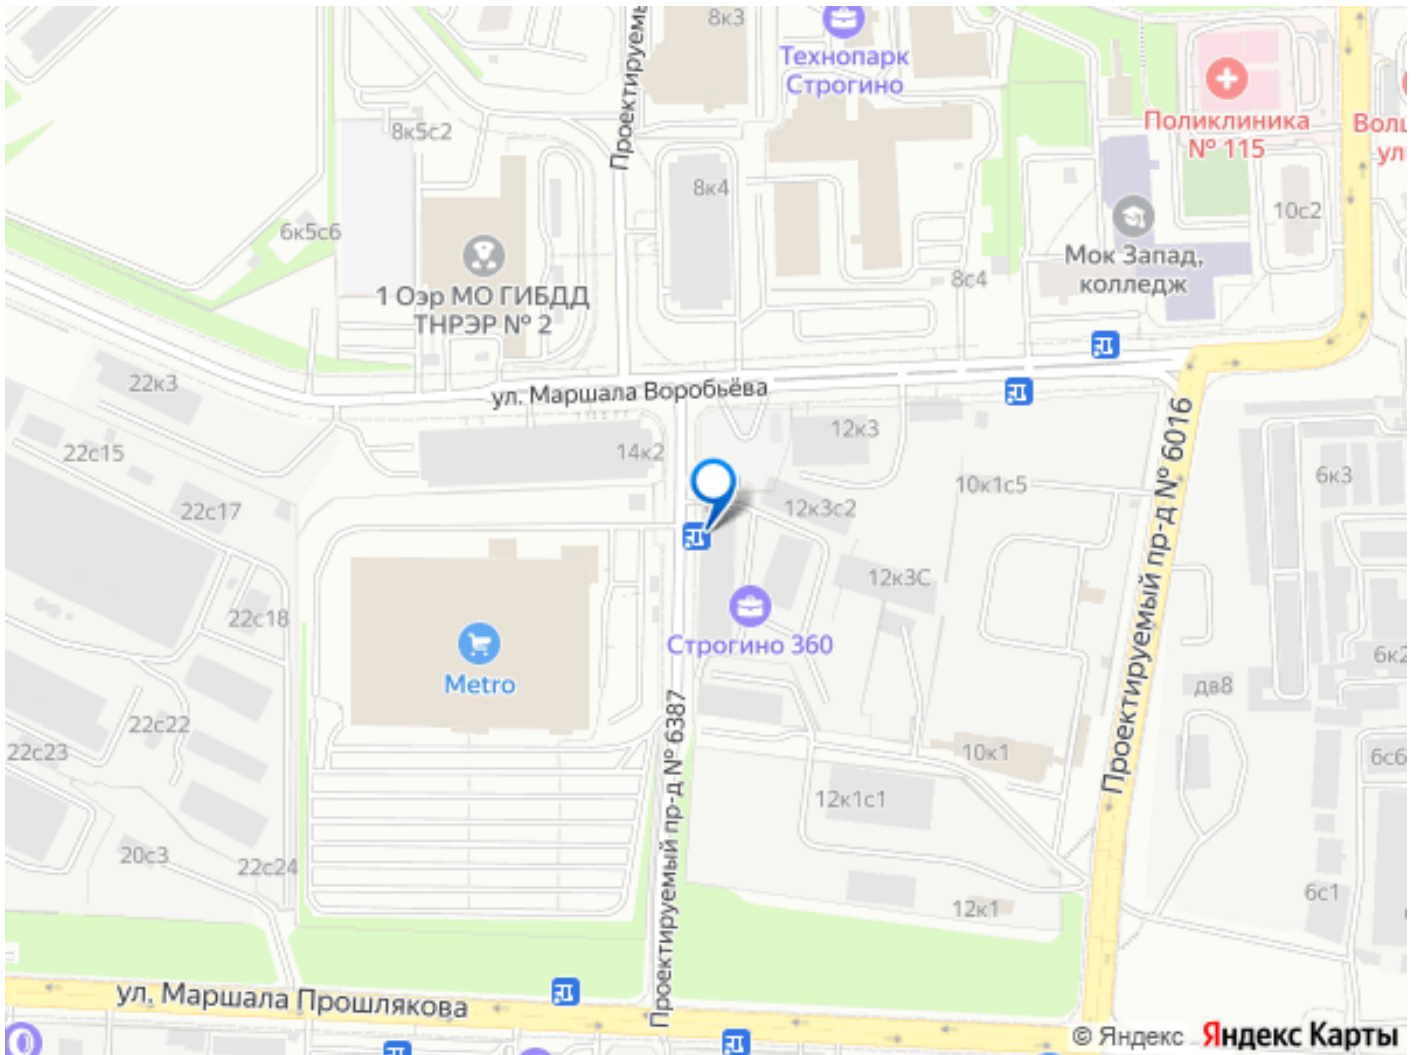 8к3
Технопарк
Строгино
Проектируемы
8к5с2
Поликлиника
№ 115
Вол
ул
8к4
6к5с6
10с2
1 Оэр МО ГИБДД
ТНРЭР № 2
Мок Запад,
колледж
8с4
22к3
ул. Маршала Воробьёва
22с15
14к2
12к3
Проектируемый пр-д № 6016
10к1с5
6к3
22с17
12к3с2
12к3С
22с18
Строгино 360
Metro
6к2
дв8
22с22
22с23
Проектируемый пр-д № 6387
10к1
6с6
12к1с1
20с3
22с24
12к1
6с1
ул. Маршала Прошлякова
© Яндекс Яндекс Карты